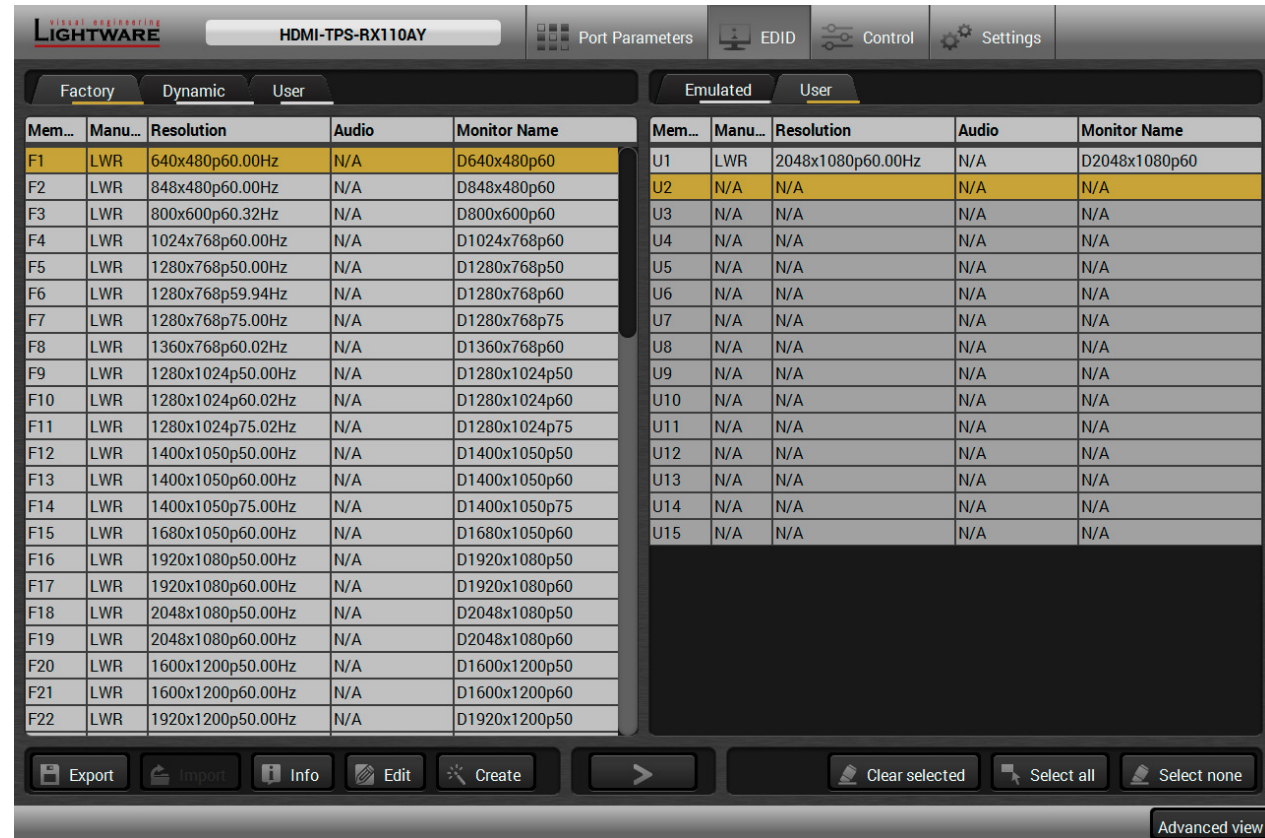 visual engineering
LIGHTWARE HDMI-TPS-RX110AY Port Parameters EDID Control Settings
Factory Dynamic User Emulated User
Mem... Manu... Resolution Audio Monitor Name Mem... Manu... Resolution Audio Monitor Name
F1 LWR 640x480p60.00Hz N/A D640x480p60 U1 LWR 2048x1080p60.00Hz N/A D2048x1080p60
F2 LWR 848x480p60.00Hz N/A D848x480p60 U2 N/A N/A N/A N/A
F3 LWR 800x600p60.32Hz N/A D800x600p60 U3 N/A N/A N/A N/A
F4 LWR 1024x768p60.00Hz N/A D1024x768p60 U4 N/A N/A N/A N/A
F5 LWR 1280x768p50.00Hz N/A D1280x768p50 U5 N/A N/A N/A N/A
F6 LWR 1280x768p59.94Hz N/A D1280x768p60 U6 N/A N/A N/A N/A
F7 LWR 1280x768p75.00Hz N/A D1280x768p75 U7 N/A N/A N/A N/A
F8 LWR 1360x768p60.02Hz N/A D1360x768p60 U8 N/A N/A N/A N/A
F9 LWR 1280x1024p50.00Hz N/A D1280x1024p50 U9 N/A N/A N/A N/A
F10 LWR 1280x1024p60.02Hz N/A D1280x1024p60 U10 N/A N/A N/A N/A
F11 LWR 1280x1024p75.02Hz N/A D1280x1024p75 U11 N/A N/A N/A N/A
F12 LWR 1400x1050p50.00Hz N/A D1400x1050p50 U12 N/A N/A N/A N/A
F13 LWR 1400x1050p60.00Hz N/A D1400x1050p60 U13 N/A N/A N/A N/A
F14 LWR 1400x1050p75.00Hz N/A D1400x1050p75 U14 N/A N/A N/A N/A
F15 LWR 1680x1050p60.00Hz N/A D1680x1050p60 U15 N/A N/A N/A N/A
F16 LWR 1920x1080p50.00Hz N/A D1920x1080p50
F17 LWR 1920x1080p60.00Hz N/A D1920x1080p60
F18 LWR 2048x1080p50.00Hz N/A D2048x1080p50
F19 LWR 2048x1080p60.00Hz N/A D2048x1080p60
F20 LWR 1600x1200p50.00Hz N/A D1600x1200p50
F21 LWR 1600x1200p60.00Hz N/A D1600x1200p60
F22 LWR 1920x1200p50.00Hz N/A D1920x1200p50
Export Import Info Edit Create > Clear selected Select all Select none
Advanced view